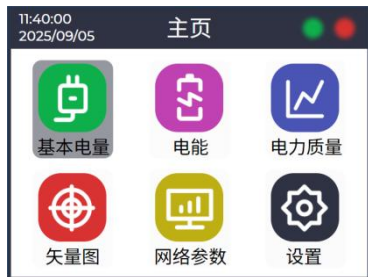 11:40:00
主页
2025/09/05
基本电量 电能 电力质量
矢量图 网络参数 设置